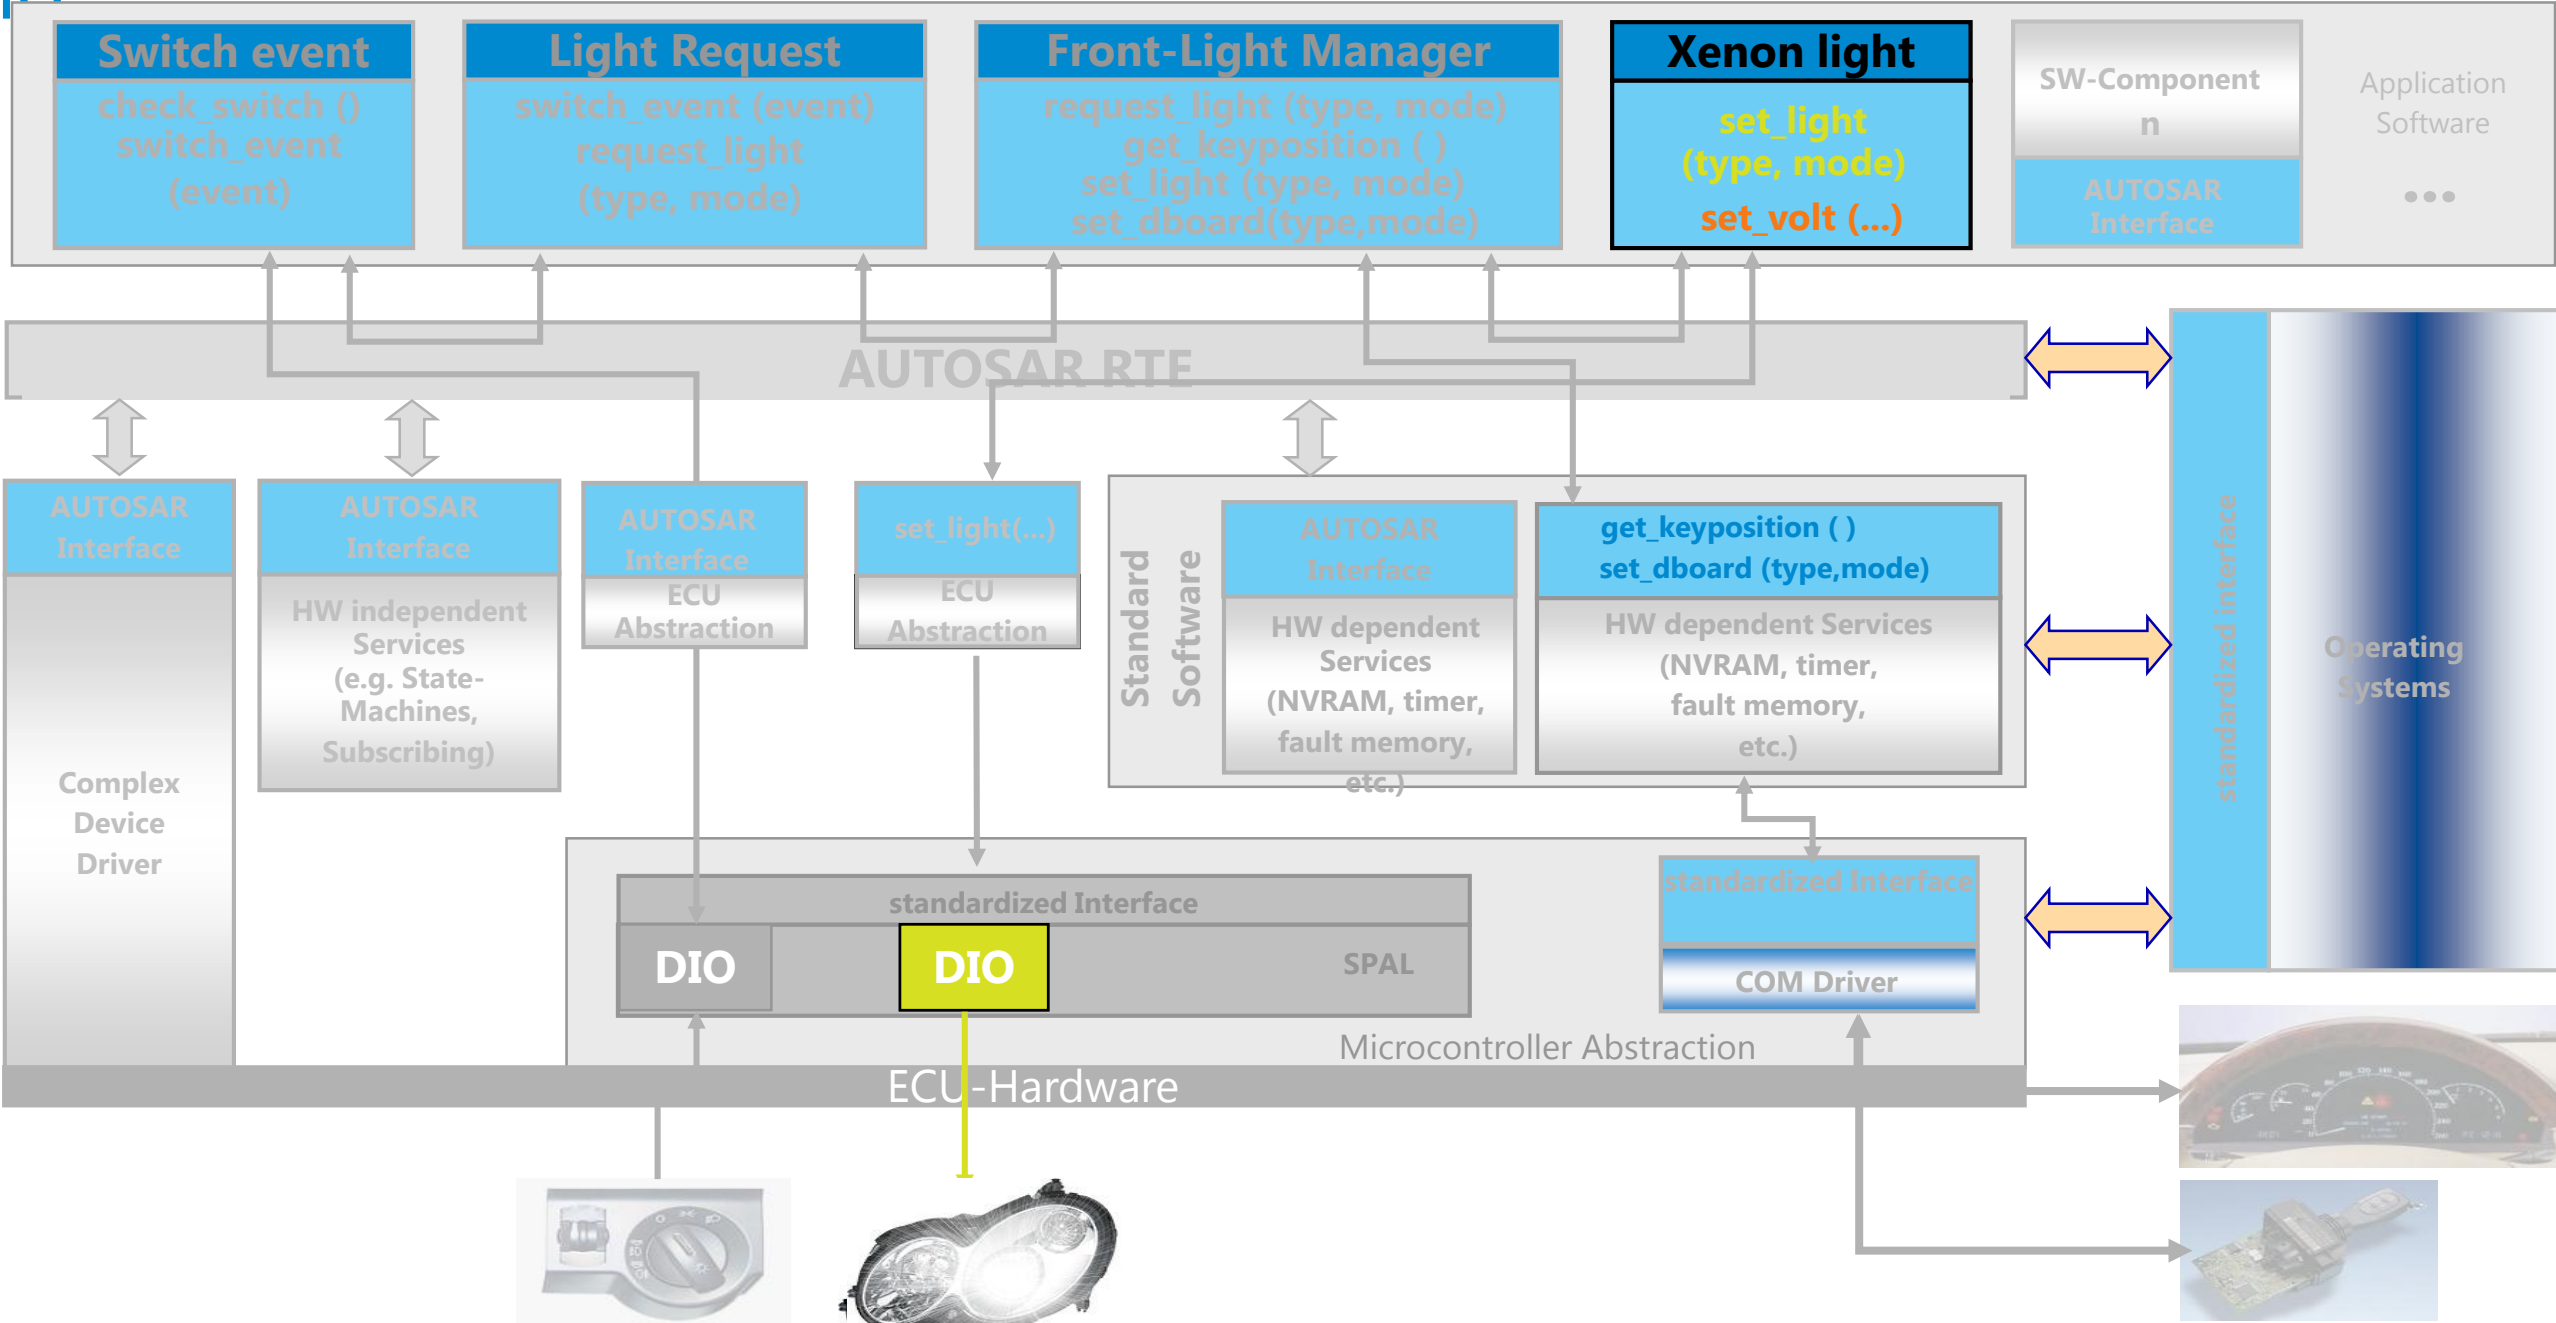 Switch event
check_switch ()
switch_event
(event)
Light Request
switch_event (event)
request_light
(type, mode)
Front-Light Manager
request_light (type, mode)
get_keyposition ( )
set_light (type, mode)
set_dboard(type,mode)
Xenon light
set_light
(type, mode)
set_volt (...)
SW-Component
n
AUTOSAR
Interface
Application
Software
...
AUTOSAR RTE
AUTOSAR
Interface
Complex
Device
Driver
AUTOSAR
Interface
HW independent
Services
(e.g. State-
Machines,
Subscribing)
AUTOSAR
Interface
ECU
Abstraction
set_light(...)
ECU
Abstraction
Standard
Software
AUTOSAR
Interface
HW dependent
Services
(NVRAM, timer,
fault memory,
etc.)
get_keyposition ( )
set_dboard (type,mode)
HW dependent Services
(NVRAM, timer,
fault memory,
etc.)
standardized interface
Operating
Systems
standardized Interface
DIO
DIO
SPAL
standardized Interface
COM Driver
Microcontroller Abstraction
ECU-Hardware